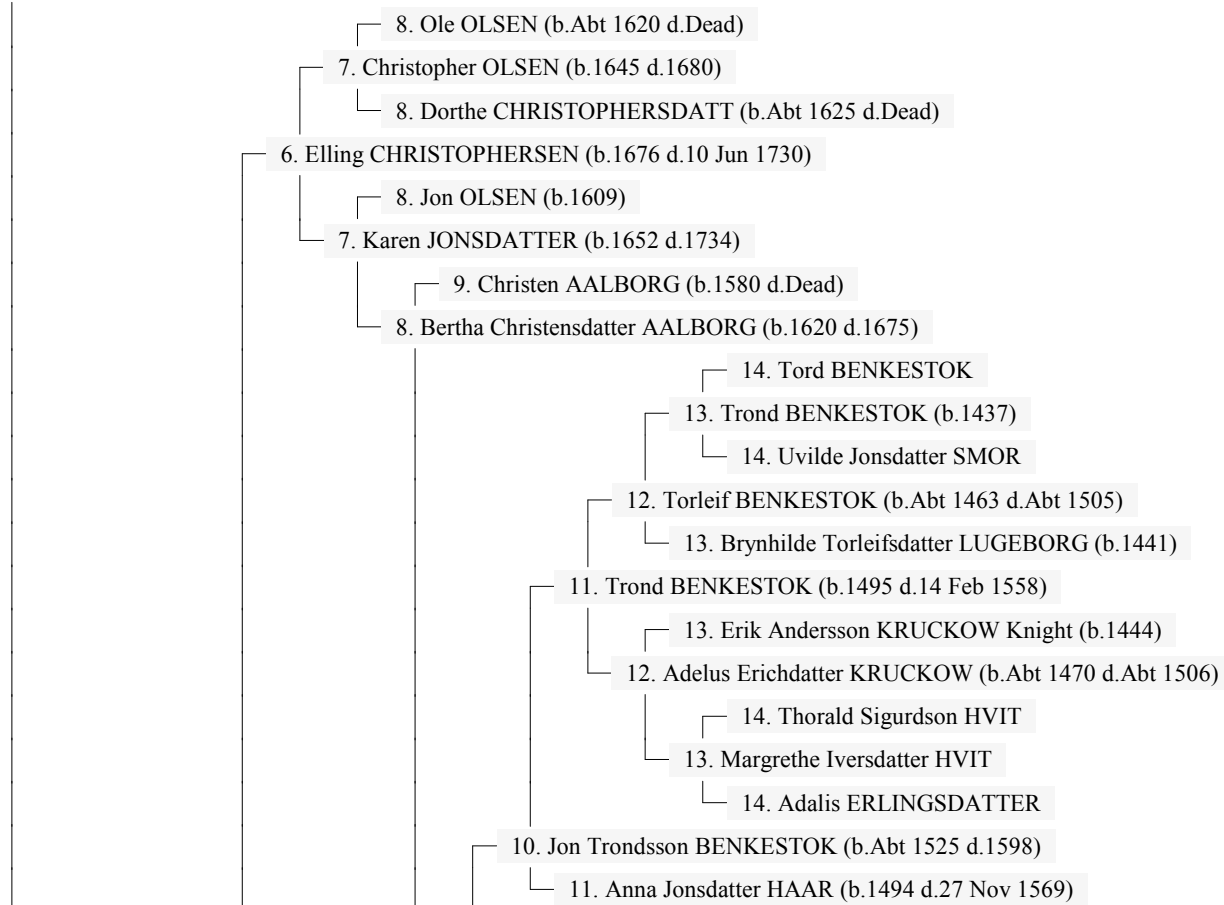 8. Ole OLSEN (b.Abt 1620 d.Dead)
7. Christopher OLSEN (b.1645 d.1680)
8. Dorthe CHRISTOPHERSDATT (b.Abt 1625 d.Dead)
6. Elling CHRISTOPHERSEN (b.1676 d.10 Jun 1730)
8. Jon OLSEN (b.1609)
7. Karen JONSDATTER (b.1652 d.1734)
9. Christen AALBORG (b.1580 d.Dead)
8. Bertha Christensdatter AALBORG (b.1620 d.1675)
14. Tord BENKESTOK
13. Trond BENKESTOK (b.1437)
14. Uvilde Jonsdatter SMOR
12. Torleif BENKESTOK (b.Abt 1463 d.Abt 1505)
13. Brynhilde Torleifsdatter LUGEBORG (b.1441)
11. Trond BENKESTOK (b.1495 d.14 Feb 1558)
13. Erik Andersson KRUCKOW Knight (b.1444)
12. Adelus Erichdatter KRUCKOW (b.Abt 1470 d.Abt 1506)
14. Thorald Sigurdson HVIT
13. Margrethe Iversdatter HVIT
14. Adalis ERLINGSDATTER
10. Jon Trondsson BENKESTOK (b.Abt 1525 d.1598)
11. Anna Jonsdatter HAAR (b.1494 d.27 Nov 1569)